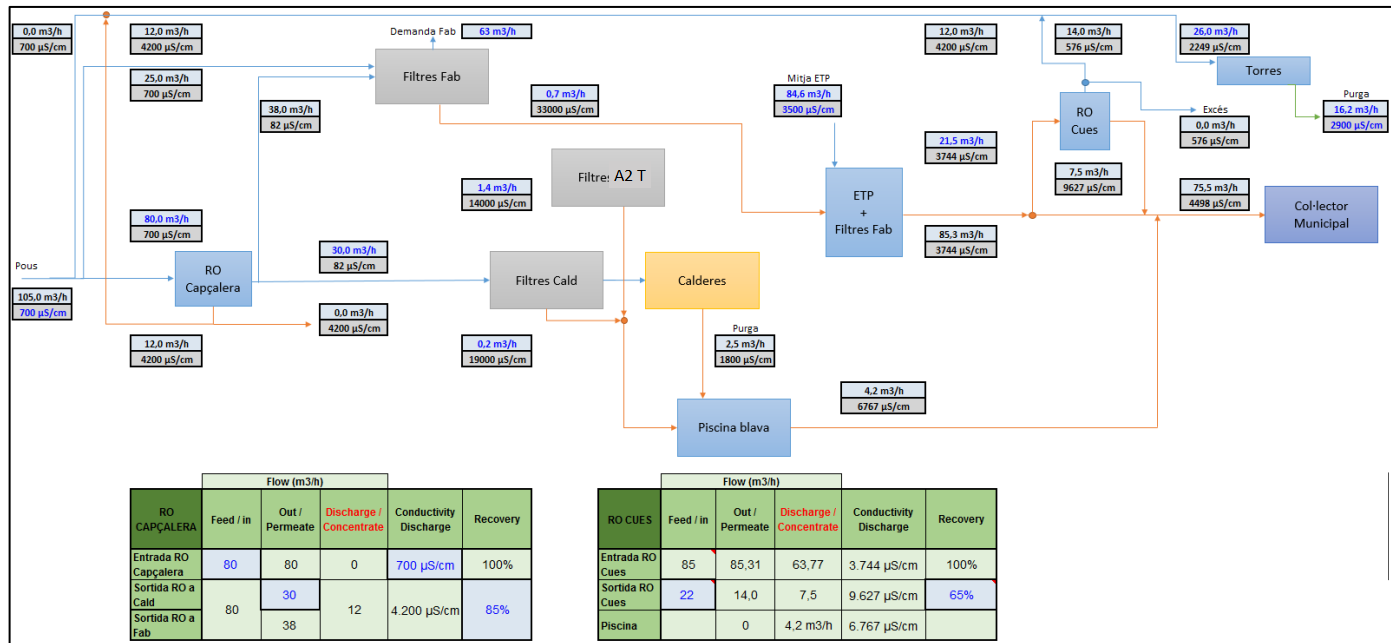 0,0 m3/h
700 µS/cm
12,0 m3/h
4200 µS/cm
Demanda Fab
63 m3/h
12,0 m3/h
4200 µS/cm
14,0 m3/h
576 µS/cm
26,0 m3/h
2249 µS/cm
25,0 m3/h
700 µS/cm
Filtres Fab
38,0 m3/h
82 µS/cm
0,7 m3/h
33000 µS/cm
Mitja ETP
84,6 m3/h
3500 µS/cm
Torres
Purga
16,2 m3/h
2900 µS/cm
RO
Cues
Excés
0,0 m3/h
576 µS/cm
21,5 m3/h
3744 µS/cm
7,5 m3/h
9627 µS/cm
Filtres A2 T
1,4 m3/h
14000 µS/cm
ETP
+
Filtres Fab
75,5 m3/h
4498 µS/cm
Col·lector
Municipal
80,0 m3/h
700 µS/cm
85,3 m3/h
3744 µS/cm
30,0 m3/h
82 µS/cm
Pous
RO
Capçalera
Filtres Cald
Calderes
105,0 m3/h
700 µS/cm
0,0 m3/h
4200 µS/cm
12,0 m3/h
4200 µS/cm
0,2 m3/h
19000 µS/cm
Purga
2,5 m3/h
1800 µS/cm
4,2 m3/h
6767 µS/cm
Piscina blava
Flow (m3/h)
RO CAPÇALERA
Feed / in
Out / Permeate
Discharge / Concentrate
Conductivity Discharge
Recovery
Entrada RO Capçalera
80
80
0
700 µS/cm
100%
Sortida RO a Cald
80
30
12
4.200 µS/cm
85%
Sortida RO a Fab
38
Flow (m3/h)
RO CUES
Feed / in
Out / Permeate
Discharge / Concentrate
Conductivity Discharge
Recovery
Entrada RO Cues
85
85,31
63,77
3.744 µS/cm
100%
Sortida RO Cues
22
14,0
7,5
9.627 µS/cm
65%
Piscina
0
4,2 m3/h
6.767 µS/cm